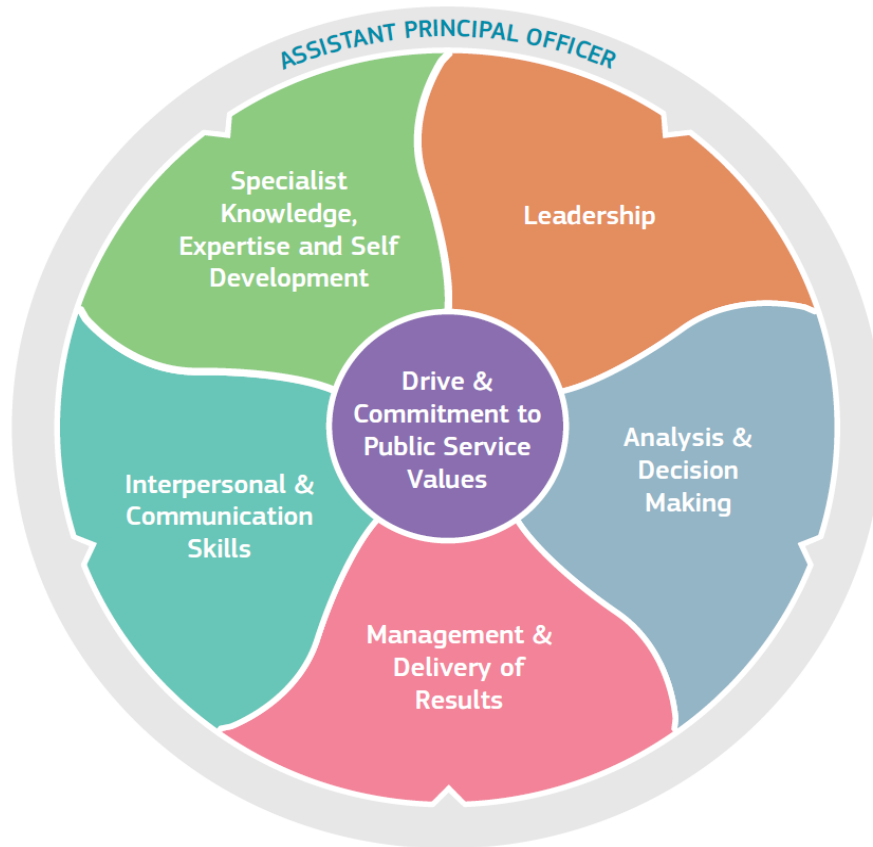 ASSISTANT PRINCIPAL OFFICER
Specialist
Knowledge,
Expertise and Self
Development
Leadership
Drive &
Commitment to
Public Service
Values
Analysis &
Decision
Making
Interpersonal &
Communication
Skills
Management &
Delivery of
Results